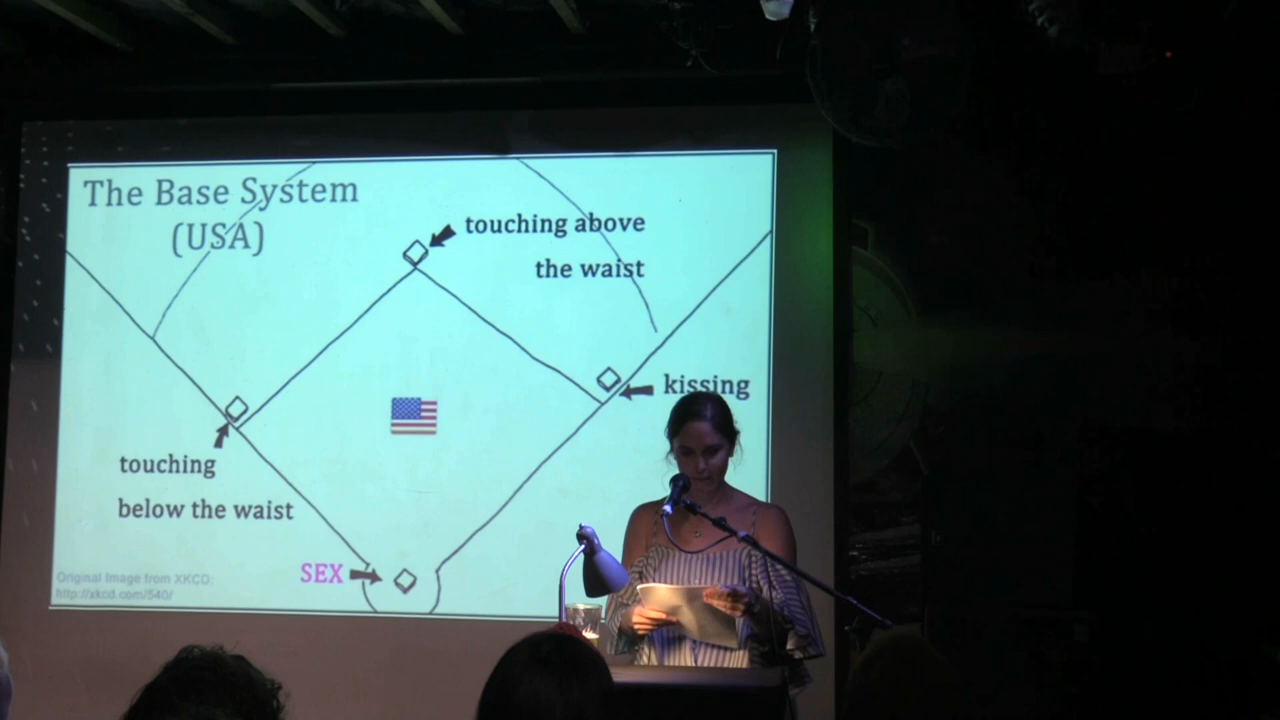 The Base System
(USA)
touching above
the waist
kissing
touching
below the waist
SEX
Original Image from XKCD:
http://xkcd.com/540/